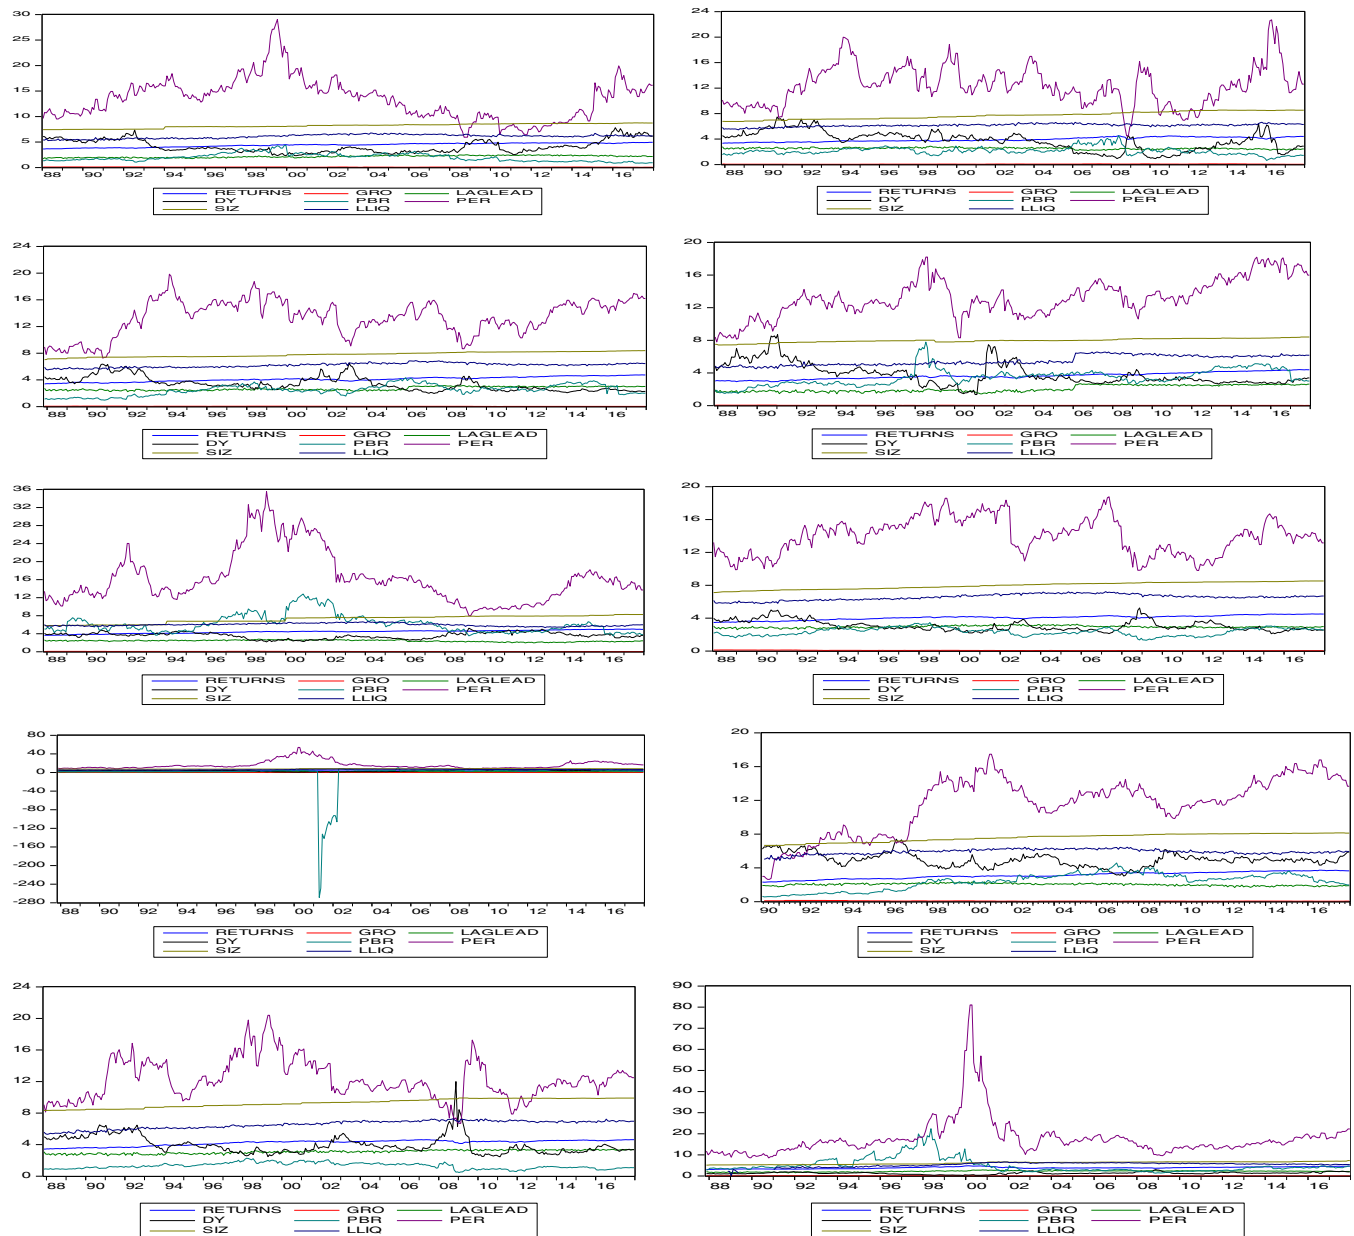 30
25
20
15
10
5
0
88 90 92 94 96 98 00 02 04 06 08 10 12 14 16
RETURNS GRO LAGLEAD
DY PBR PER
SIZ LLIQ
24
20
16
12
8
4
0
88 90 92 94 96 98 00 02 04 06 08 10 12 14 16
RETURNS GRO LAGLEAD
DY PBR PER
SIZ LLIQ
24
20
16
12
8
4
0
88 90 92 94 96 98 00 02 04 06 08 10 12 14 16
RETURNS GRO LAGLEAD
DY PBR PER
SIZ LLIQ
20
16
12
8
4
0
88 90 92 94 96 98 00 02 04 06 08 10 12 14 16
RETURNS GRO LAGLEAD
DY PBR PER
SIZ LLIQ
36
32
28
24
20
16
12
8
4
0
88 90 92 94 96 98 00 02 04 06 08 10 12 14 16
RETURNS GRO LAGLEAD
DY PBR PER
SIZ LLIQ
20
16
12
8
4
0
88 90 92 94 96 98 00 02 04 06 08 10 12 14 16
RETURNS GRO LAGLEAD
DY PBR PER
SIZ LLIQ
80
40
0
-40
-80
-120
-160
-200
-240
-280
88 90 92 94 96 98 00 02 04 06 08 10 12 14 16
RETURNS GRO LAGLEAD
DY PBR PER
SIZ LLIQ
20
16
12
8
4
0
90 92 94 96 98 00 02 04 06 08 10 12 14 16
RETURNS GRO LAGLEAD
DY PBR PER
SIZ LLIQ
24
20
16
12
8
4
0
88 90 92 94 96 98 00 02 04 06 08 10 12 14 16
RETURNS GRO LAGLEAD
DY PBR PER
SIZ LLIQ
90
80
70
60
50
40
30
20
10
0
88 90 92 94 96 98 00 02 04 06 08 10 12 14 16
RETURNS GRO LAGLEAD
DY PBR PER
SIZ LLIQ